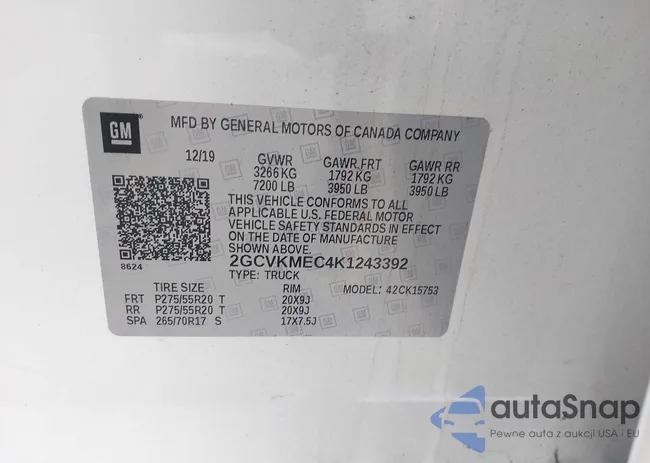 GM
MFD BY GENERAL MOTORS OF CANADA COMPANY
12/19 GVWR GAWR FRT GAWR RR
3266 KG 1792 KG 1792 KG
7200 LB 3950 LB 3950 LB
THIS VEHICLE CONFORMS TO ALL
APPLICABLE U.S. FEDERAL MOTOR
VEHICLE SAFETY STANDARDS IN EFFECT
ON THE DATE OF MANUFACTURE
SHOWN ABOVE.
8624
2GCVKMEC4K1243392
TYPE: TRUCK
TIRE SIZE RIM MODEL: 42CK15753
FRT P275/55R20 T 20X9J
RR P275/55R20 T 20X9J
SPA 265/70R17 S 17X7.5J
autaSnap
Pewne auta z aukcji USA i EU